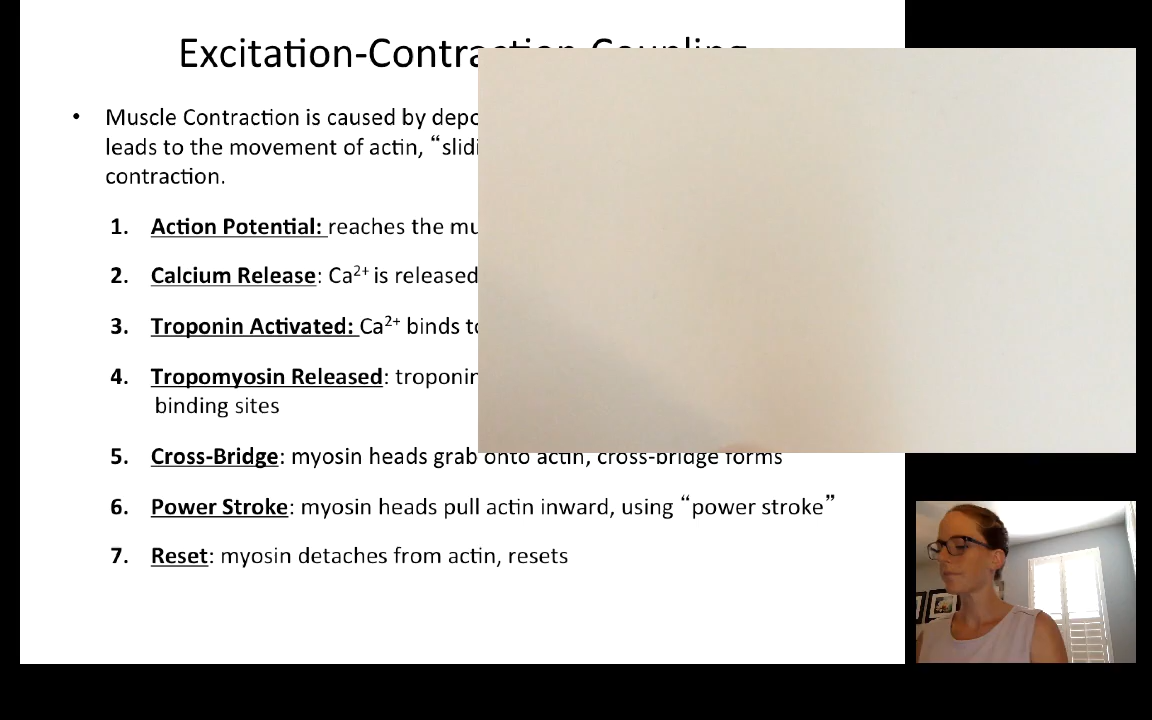 Excitation-Contraction Coupling
• Muscle Contraction is caused by depo
leads to the movement of actin, “slidi
contraction.
1. Action Potential: reaches the mu
2. Calcium Release: Ca²⁺ is released
3. Troponin Activated: Ca²⁺ binds to
4. Tropomyosin Released: troponin
binding sites
5. Cross-Bridge: myosin heads grab onto actin, cross-bridge forms
6. Power Stroke: myosin heads pull actin inward, using “power stroke”
7. Reset: myosin detaches from actin, resets